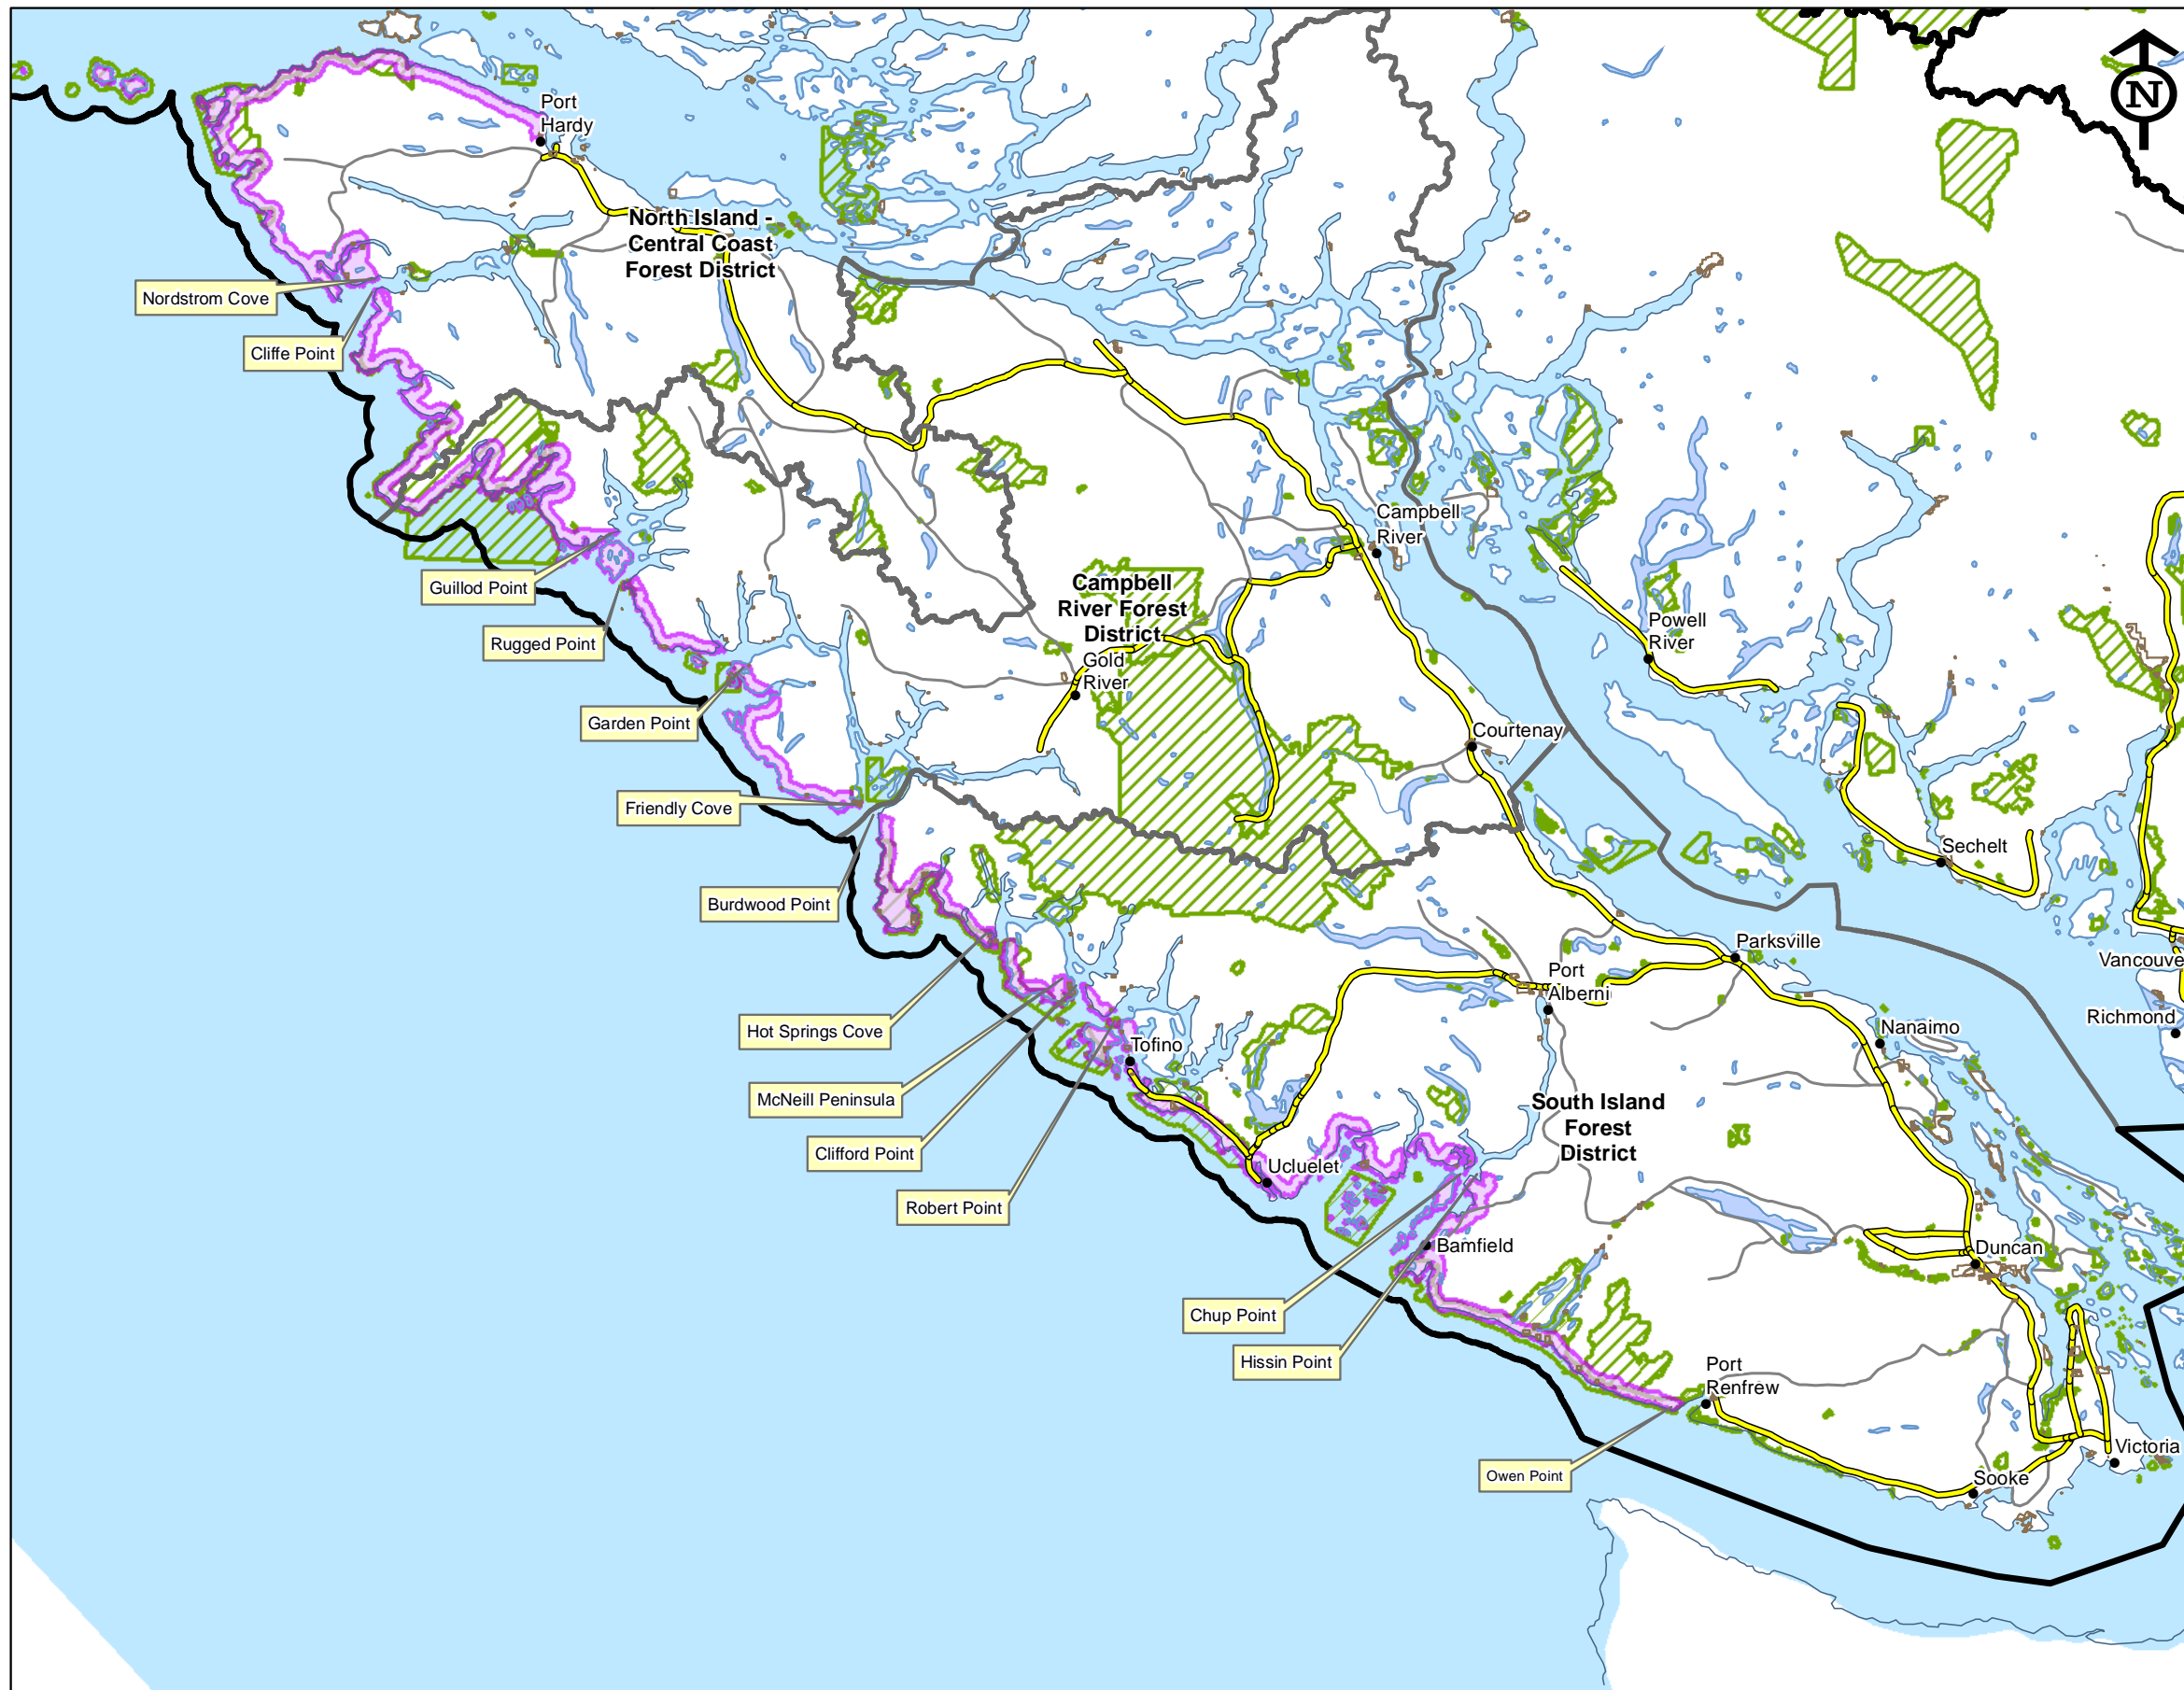 N
Port
Hardy
North Island -
Central Coast
Forest District
Nordstrom Cove
Cliffe Point
Campbell
River
Guillod Point
Campbell
River Forest
District
Rugged Point
Powell
River
Gold
River
Garden Point
Courtenay
Friendly Cove
Sechelt
Burdwood Point
Parksville
Vancouve
Port
Alberni
Richmond
Hot Springs Cove
Nanaimo
Tofino
McNeill Peninsula
South Island
Forest
District
Clifford Point
Ucluelet
Robert Point
Bamfield
Duncan
Chup Point
Hissin Point
Port
Renfrew
Victoria
Owen Point
Sooke